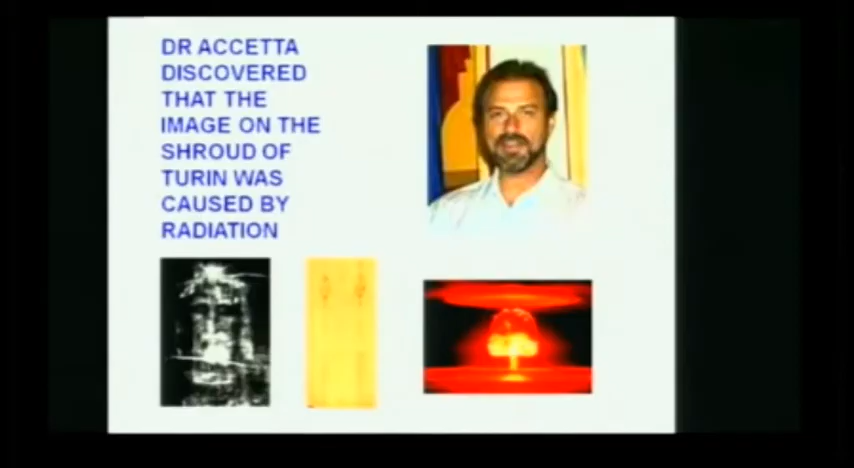 DR ACCETTA
DISCOVERED
THAT THE
IMAGE ON THE
SHROUD OF
TURIN WAS
CAUSED BY
RADIATION